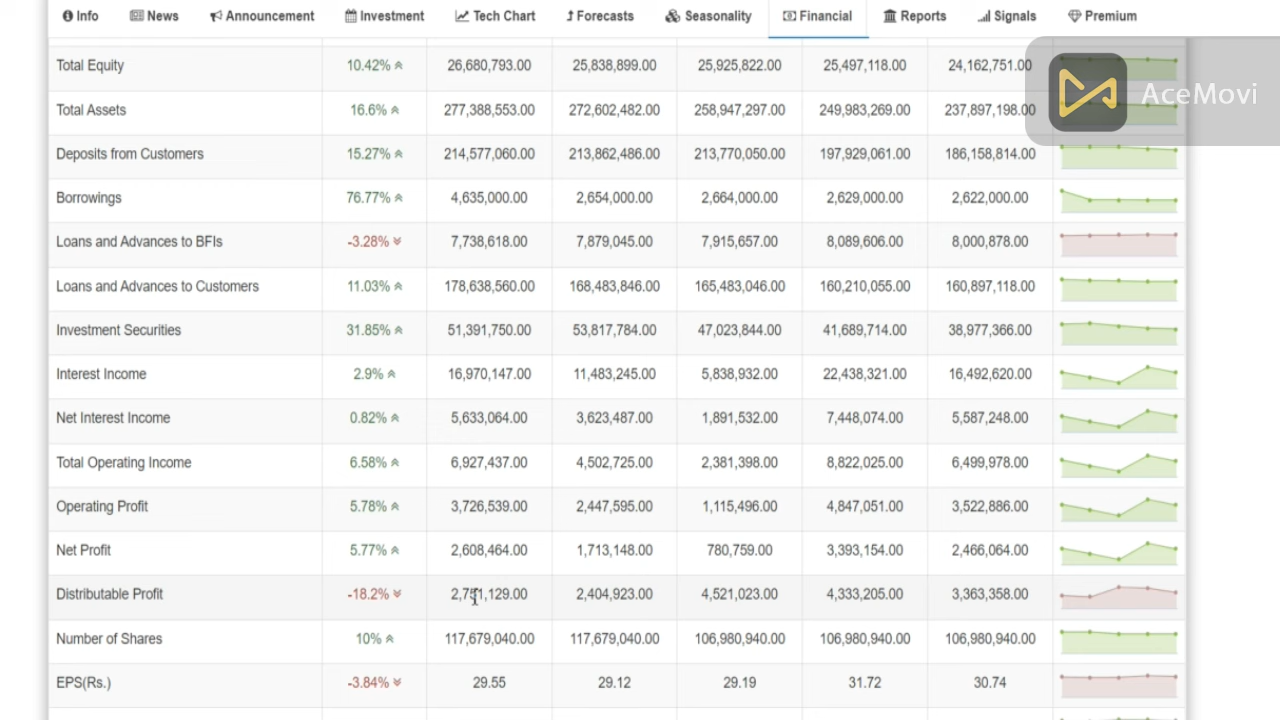 Info News Announcement Investment Tech Chart Forecasts Seasonality Financial Reports Signals Premium
Total Equity 10.42% 26,680,793.00 25,838,899.00 25,925,822.00 25,497,118.00 24,162,751.00
AceMovi
Total Assets 16.6% 277,388,553.00 272,602,482.00 258,947,297.00 249,983,269.00 237,897,198.00
Deposits from Customers 15.27% 214,577,060.00 213,862,486.00 213,770,050.00 197,929,061.00 186,158,814.00
Borrowings 76.77% 4,635,000.00 2,654,000.00 2,664,000.00 2,629,000.00 2,622,000.00
Loans and Advances to BFIs -3.28% 7,738,618.00 7,879,045.00 7,915,657.00 8,089,606.00 8,000,878.00
Loans and Advances to Customers 11.03% 178,638,560.00 168,483,846.00 165,483,046.00 160,210,055.00 160,897,118.00
Investment Securities 31.85% 51,391,750.00 53,817,784.00 47,023,844.00 41,689,714.00 38,977,366.00
Interest Income 2.9% 16,970,147.00 11,483,245.00 5,838,932.00 22,438,321.00 16,492,620.00
Net Interest Income 0.82% 5,633,064.00 3,623,487.00 1,891,532.00 7,448,074.00 5,587,248.00
Total Operating Income 6.58% 6,927,437.00 4,502,725.00 2,381,398.00 8,822,025.00 6,499,978.00
Operating Profit 5.78% 3,726,539.00 2,447,595.00 1,115,496.00 4,847,051.00 3,522,886.00
Net Profit 5.77% 2,608,464.00 1,713,148.00 780,759.00 3,393,154.00 2,466,064.00
Distributable Profit -18.2% 2,404,923.00 4,521,023.00 4,333,205.00 3,363,358.00
Number of Shares 10% 117,679,040.00 117,679,040.00 106,980,940.00 106,980,940.00 106,980,940.00
EPS(Rs.) -3.84% 29.55 29.12 29.19 31.72 30.74